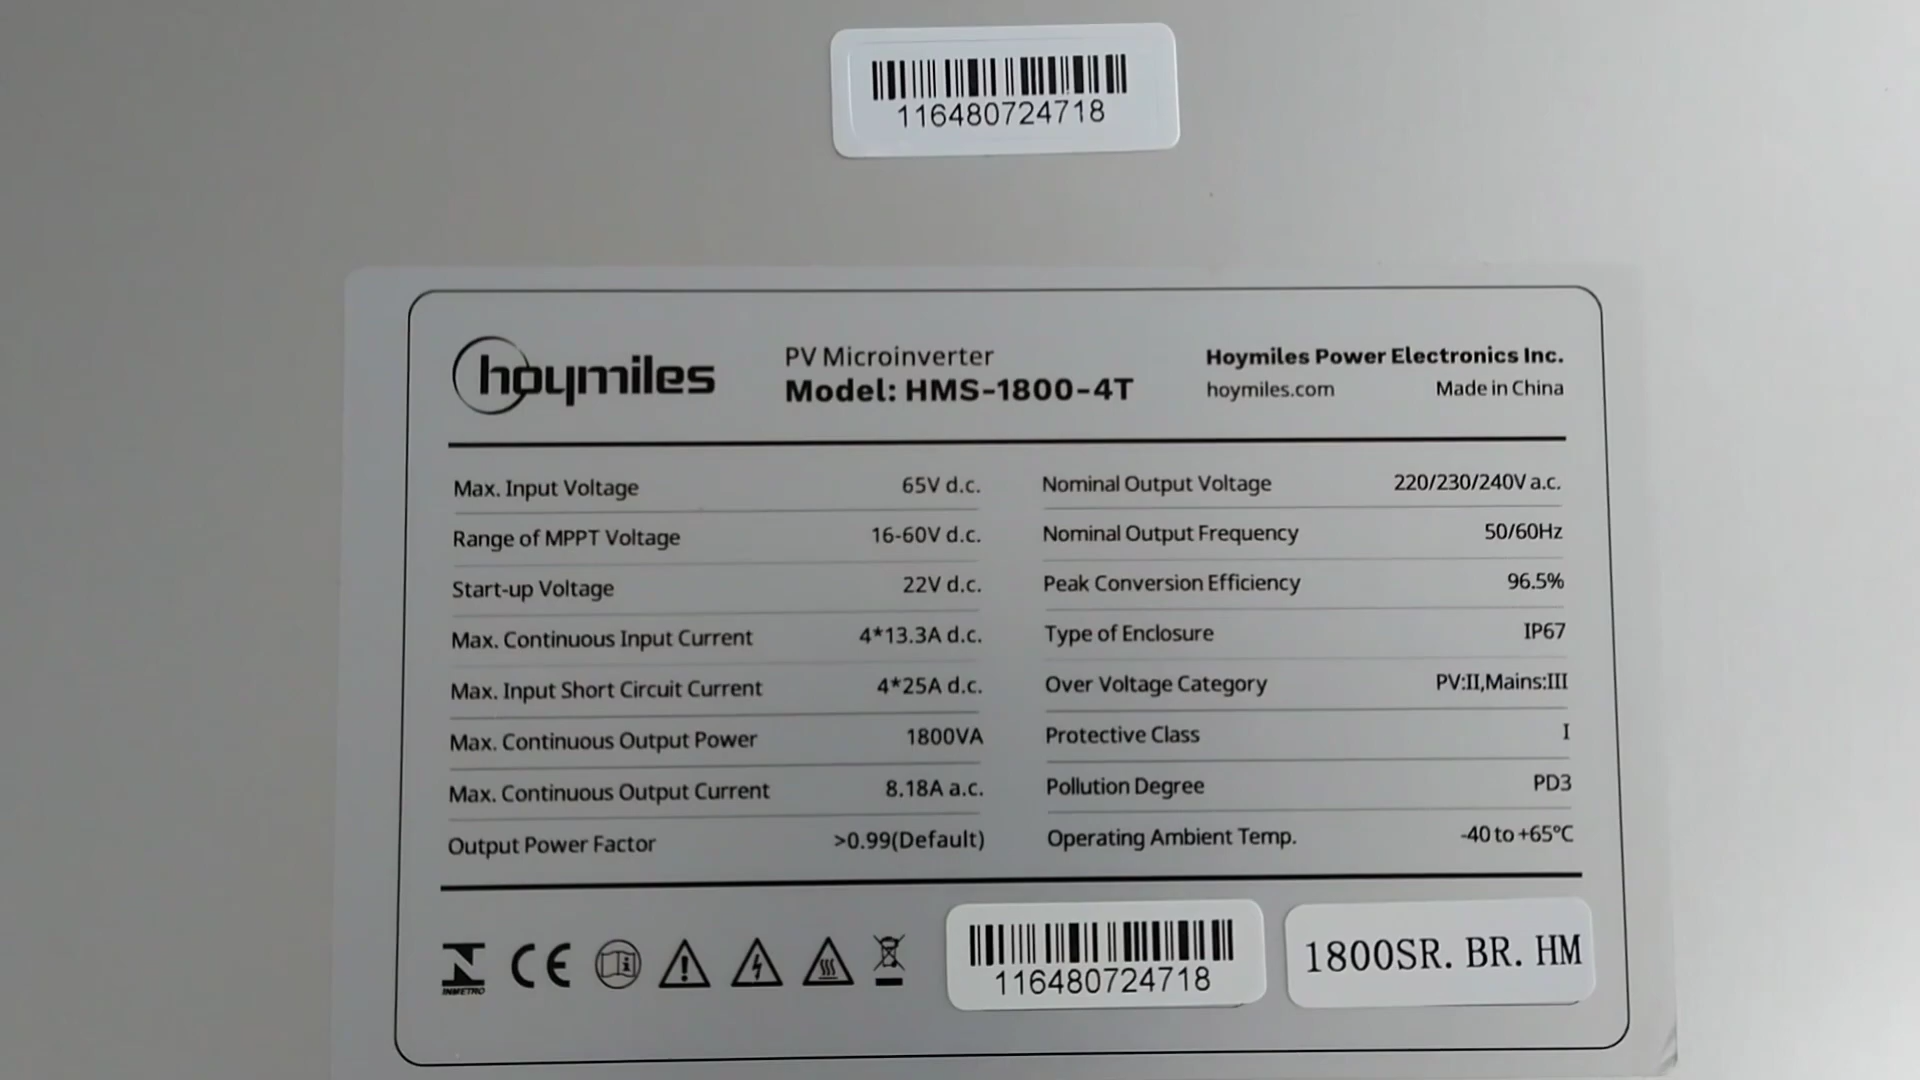 116480724718
hoymiles
PV Microinverter
Model: HMS-1800-4T
Hoymiles Power Electronics Inc.
hoymiles.com Made in China
Max. Input Voltage 65V d.c.
Range of MPPT Voltage 16-60V d.c.
Start-up Voltage 22V d.c.
Max. Continuous Input Current 4*13.3A d.c.
Max. Input Short Circuit Current 4*25A d.c.
Max. Continuous Output Power 1800VA
Max. Continuous Output Current 8.18A a.c.
Output Power Factor >0.99(Default)
Nominal Output Voltage 220/230/240V a.c.
Nominal Output Frequency 50/60Hz
Peak Conversion Efficiency 96.5%
Type of Enclosure IP67
Over Voltage Category PV:II,Mains:III
Protective Class I
Pollution Degree PD3
Operating Ambient Temp. -40 to +65°C
INMETRO
CE
116480724718
1800SR. BR. HM